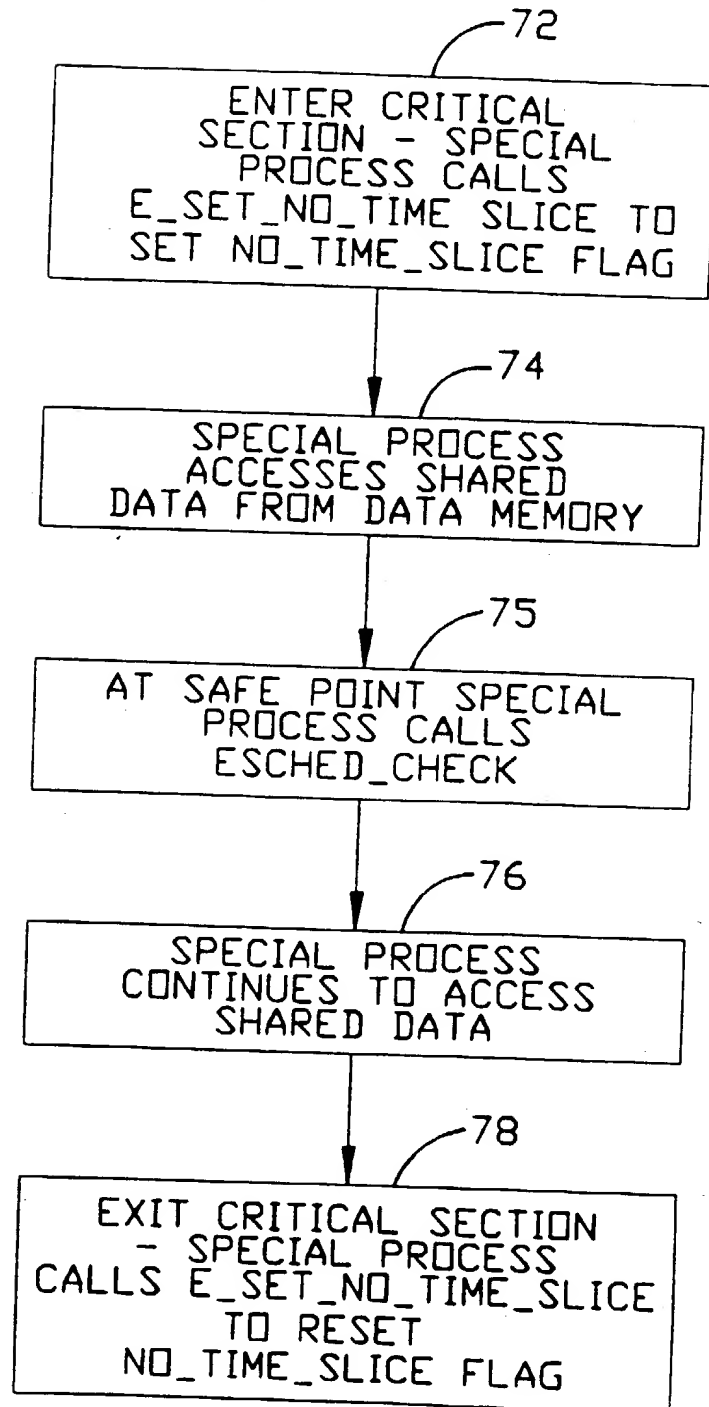 72
ENTER CRITICAL
SECTION - SPECIAL
PROCESS CALLS
E_SET_NO_TIME SLICE TO
SET NO_TIME_SLICE FLAG
74
SPECIAL PROCESS
ACCESSES SHARED
DATA FROM DATA MEMORY
75
AT SAFE POINT SPECIAL
PROCESS CALLS
ESCHED_CHECK
76
SPECIAL PROCESS
CONTINUES TO ACCESS
SHARED DATA
78
EXIT CRITICAL SECTION
- SPECIAL PROCESS
CALLS E_SET_NO_TIME_SLICE
TO RESET
NO_TIME_SLICE FLAG